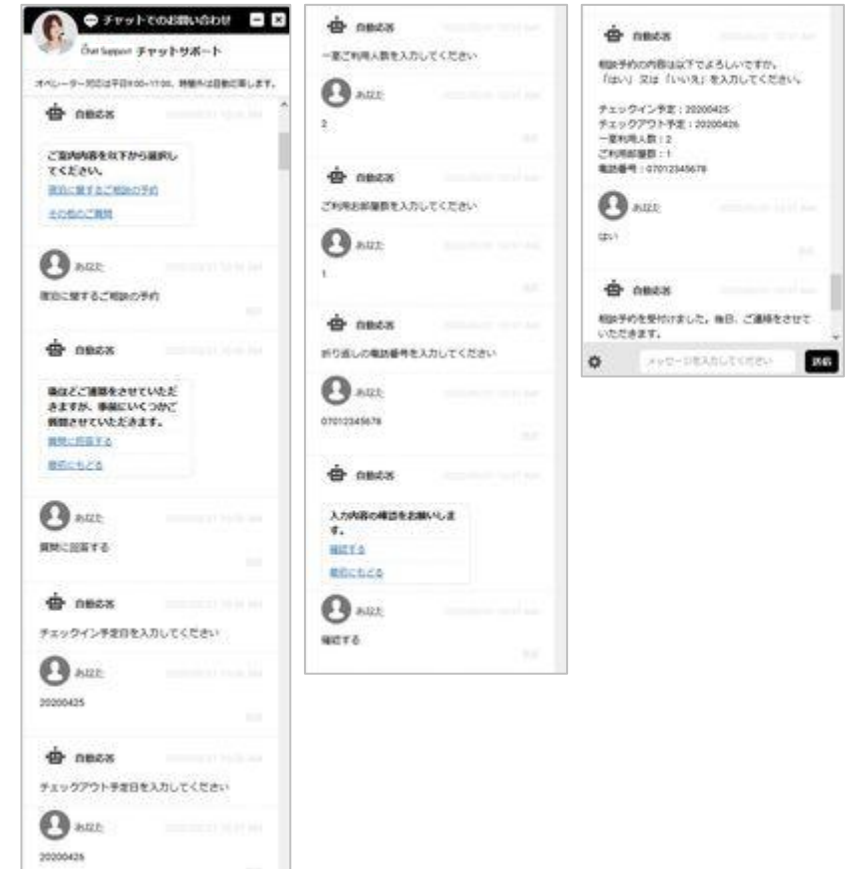 チャットでのお問い合わせ
Chat Support チャットサポート
オペレーター対応は平日9:00~17:00、時間外は自動応答します。
自動応答
ご案内内容を以下から選択し
てください。
宿泊に関するご相談の予約
その他のご質問
あなた
宿泊に関するご相談の予約
自動応答
後ほどご連絡をさせていただ
きますが、事前にいくつかご
質問させていただきます。
質問に回答する
最初にもどる
あなた
質問に回答する
自動応答
チェックイン予定日を入力してください
あなた
20200425
自動応答
チェックアウト予定日を入力してください
あなた
20200426
自動応答
一室ご利用人数を入力してください
あなた
2
自動応答
ご利用お部屋数を入力してください
あなた
1
自動応答
折り返しの電話番号を入力してください
あなた
07012345678
自動応答
入力内容の確認をお願いしま
す。
確認する
最初にもどる
あなた
確認する
自動応答
相談予約の内容は以下でよろしいですか。
「はい」又は「いいえ」を入力してください。
チェックイン予定:20200425
チェックアウト予定:20200426
一室利用人数:2
ご利用部屋数:1
電話番号:07012345678
あなた
はい
自動応答
相談予約を受付けました。後日、ご連絡をさせて
いただきます。
メッセージを入力してください
送信